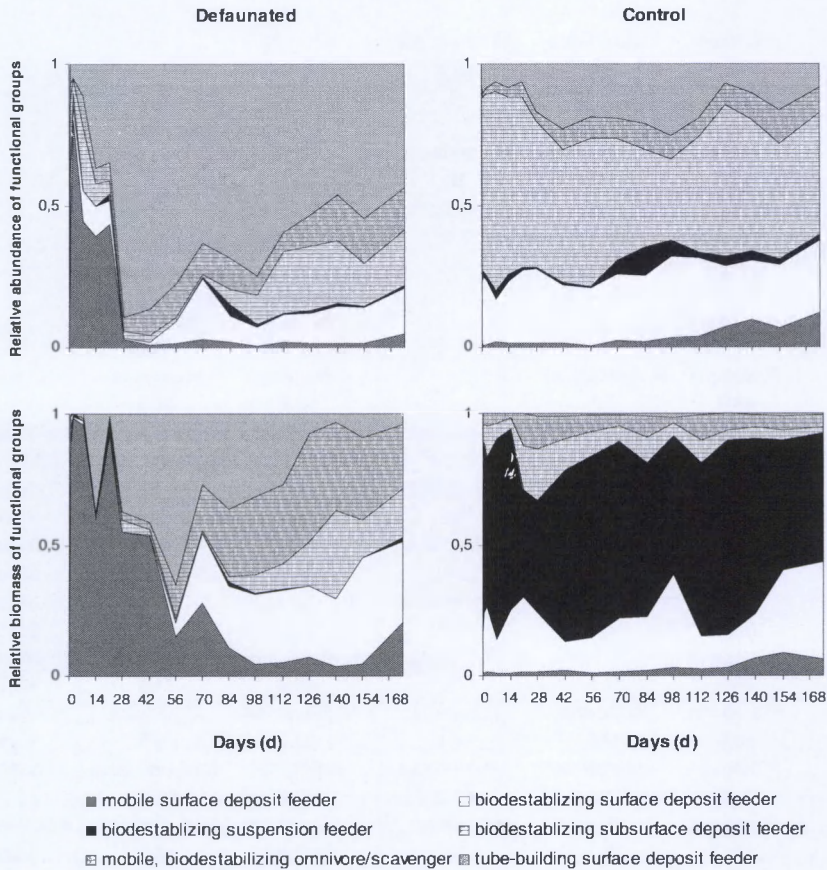 Defaunated Control
Relative abundance of functional groups
1
0,5
0
1
0,5
0
Relative biomass of functional groups
1
0,5
0
0 14 28 42 56 70 84 98 112 126 140 154 168
Days (d)
1
0,5
0
0 14 28 42 56 70 84 98 112 126 140 154 168
Days (d)
mobile surface deposit feeder biodestablizing surface deposit feeder
biodestablizing suspension feeder biodestablizing subsurface deposit feeder
mobile, biodestabilizing omnivore/scavenger tube-building surface deposit feeder